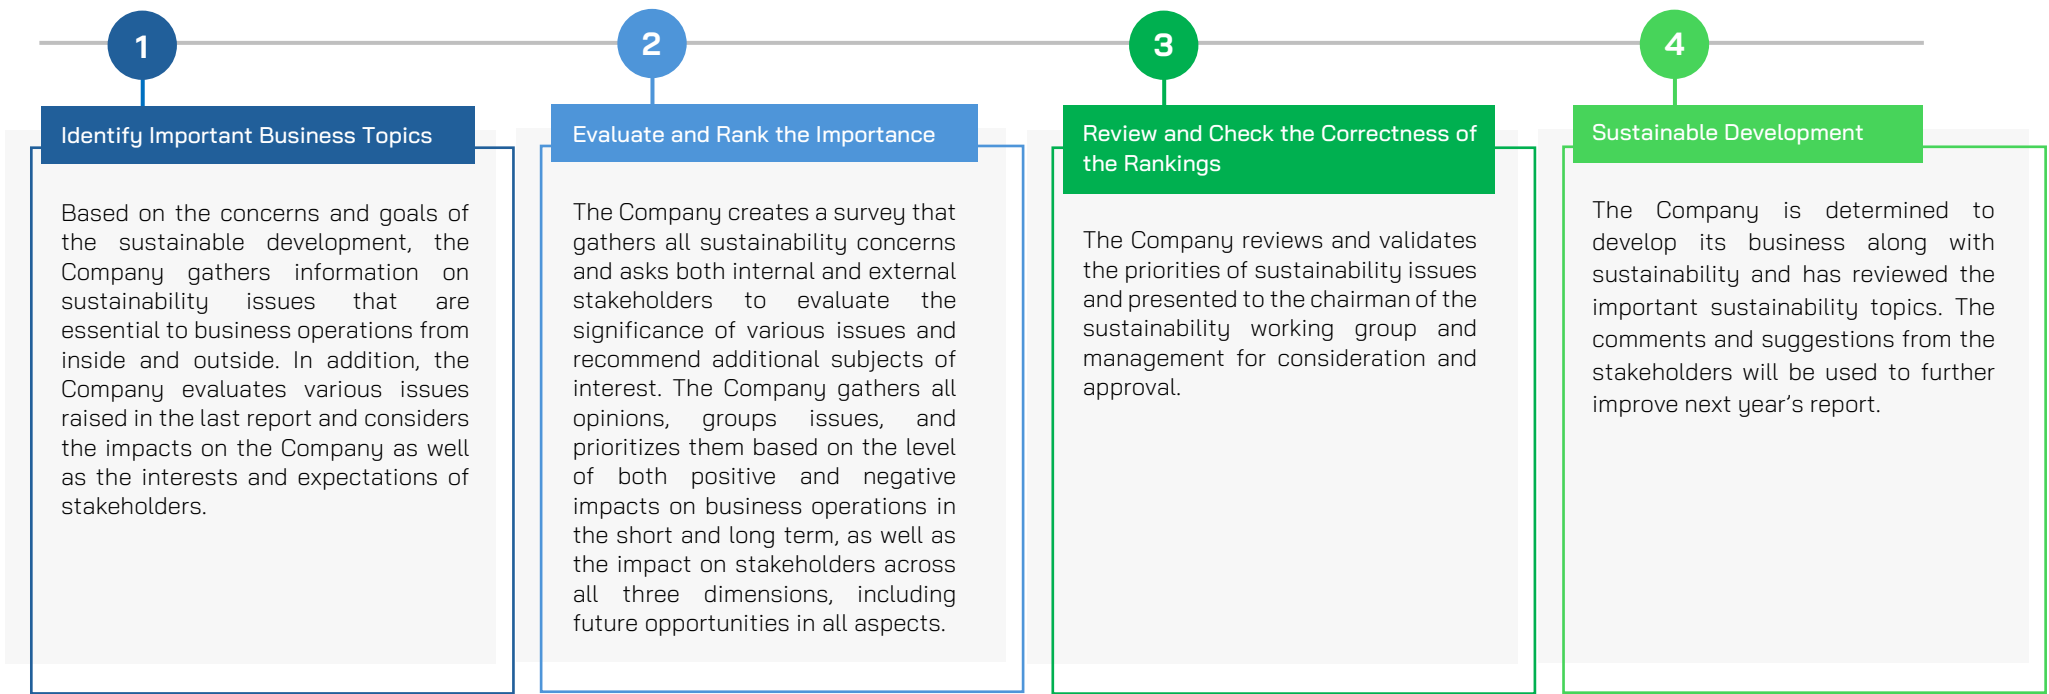 1
Identify Important Business Topics
Based on the concerns and goals of
the sustainable development, the
Company gathers information on
sustainability issues that are
essential to business operations from
inside and outside. In addition, the
Company evaluates various issues
raised in the last report and considers
the impacts on the Company as well
as the interests and expectations of
stakeholders.
2
Evaluate and Rank the Importance
The Company creates a survey that
gathers all sustainability concerns
and asks both internal and external
stakeholders to evaluate the
significance of various issues and
recommend additional subjects of
interest. The Company gathers all
opinions, groups issues, and
prioritizes them based on the level
of both positive and negative
impacts on business operations in
the short and long term, as well as
the impact on stakeholders across
all three dimensions, including
future opportunities in all aspects.
3
Review and Check the Correctness of
the Rankings
The Company reviews and validates
the priorities of sustainability issues
and presented to the chairman of the
sustainability working group and
management for consideration and
approval.
4
Sustainable Development
The Company is determined to
develop its business along with
sustainability and has reviewed the
important sustainability topics. The
comments and suggestions from the
stakeholders will be used to further
improve next year's report.